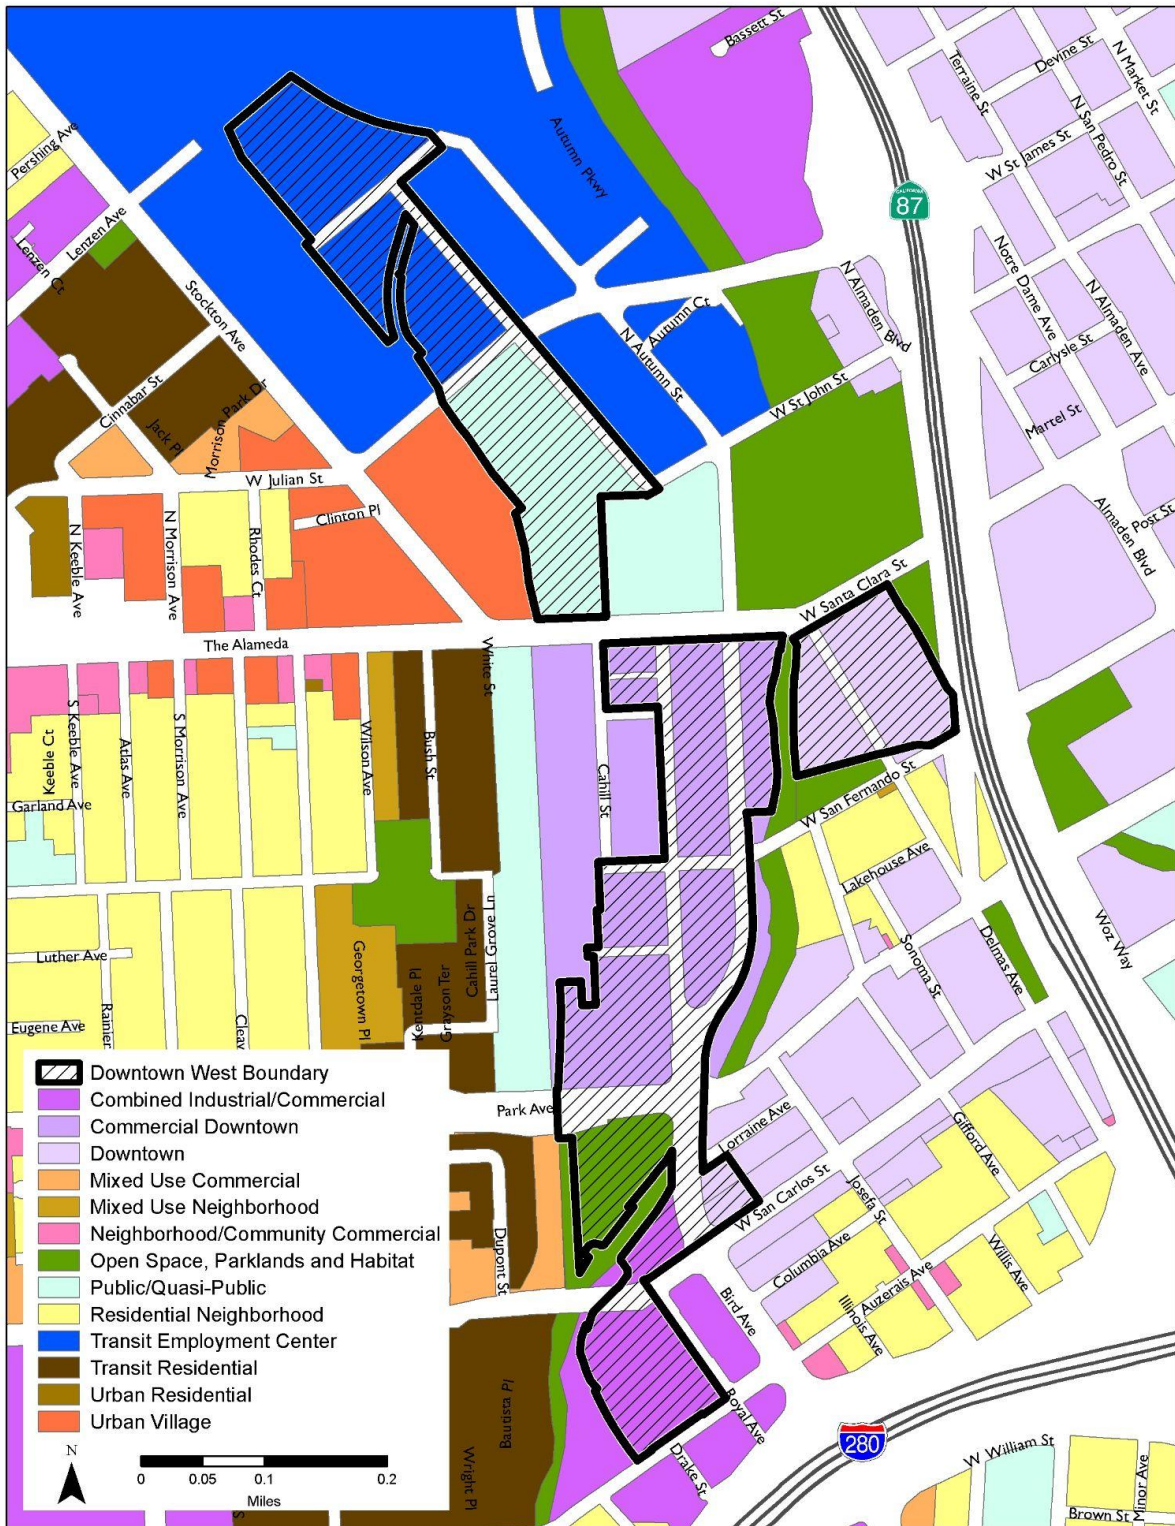 Bassett St
Terraine St
Devine St
N Market St
N San Pedro St
W St James St
Autumn Pkwy
Pershing Ave
CALIFORNIA
87
Lenzen Ave
Lenzen Ct
Notre Dame Ave
N Almaden Ave
N Almaden Blvd
Stockton Ave
Autumn Ct
N Autumn St
Carlysle St
W St John St
Martel St
Cinnabar St
Jack Pl
Morrison Park Dr
W Julian St
Clinton Pl
Almaden Blvd
Post St
N Keeble Ave
N Morrison Ave
Rhodes Ct
W Santa Clara St
The Alameda
White St
Keeble Ct
S Keeble Ave
Atlas Ave
S Morrison Ave
Wilson Ave
Bush St
Cahill St
Garland Ave
W San Fernando St
Lakehouse Ave
Luther Ave
Georgetown Pl
Kentdale Pl
Grayson Ter
Cahill Park Dr
Laurel Grove Ln
Sonoma St
Delmas Ave
Woz Way
Eugene Ave
Rainier
Cleav
Park Ave
Lorraine Ave
Gifford Ave
W San Carlos St
Josefa St
Dupont St
Columbia Ave
Auzerais Ave
Willis Ave
Illinois Ave
Bird Ave
Royal Ave
Drake St
Bautista Pl
Wright Pl
S
280
W William St
Minor Ave
Brown St
Downtown West Boundary
Combined Industrial/Commercial
Commercial Downtown
Downtown
Mixed Use Commercial
Mixed Use Neighborhood
Neighborhood/Community Commercial
Open Space, Parklands and Habitat
Public/Quasi-Public
Residential Neighborhood
Transit Employment Center
Transit Residential
Urban Residential
Urban Village
N
0 0.05 0.1 0.2
Miles